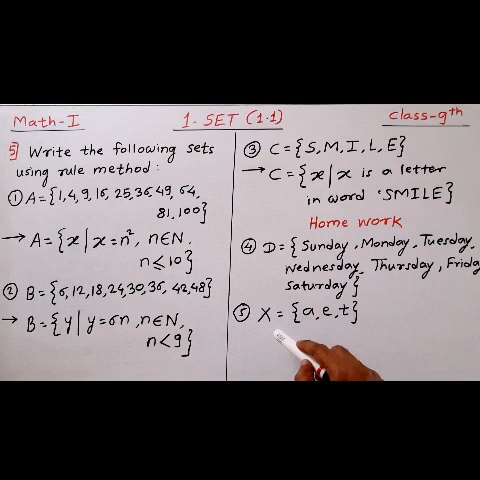 Math-I
1. SET (1.1)
class-9th
5] Write the following sets
using rule method:
① A={1,4,9,16,25,36,49,64,
81,100}
→ A={x|x=n², n∈N,
n≤10}
② B={6,12,18,24,30,36,42,48}
→ B={y|y=6n,n∈N,
n<9}
③ C={S,M,I,L,E}
→ C={x|x is a letter
in word 'SMILE}
Home work
④ D={Sunday,Monday,Tuesday,
Wednesday, Thursday, Frida
Saturday}
⑤ X={a,e,t}